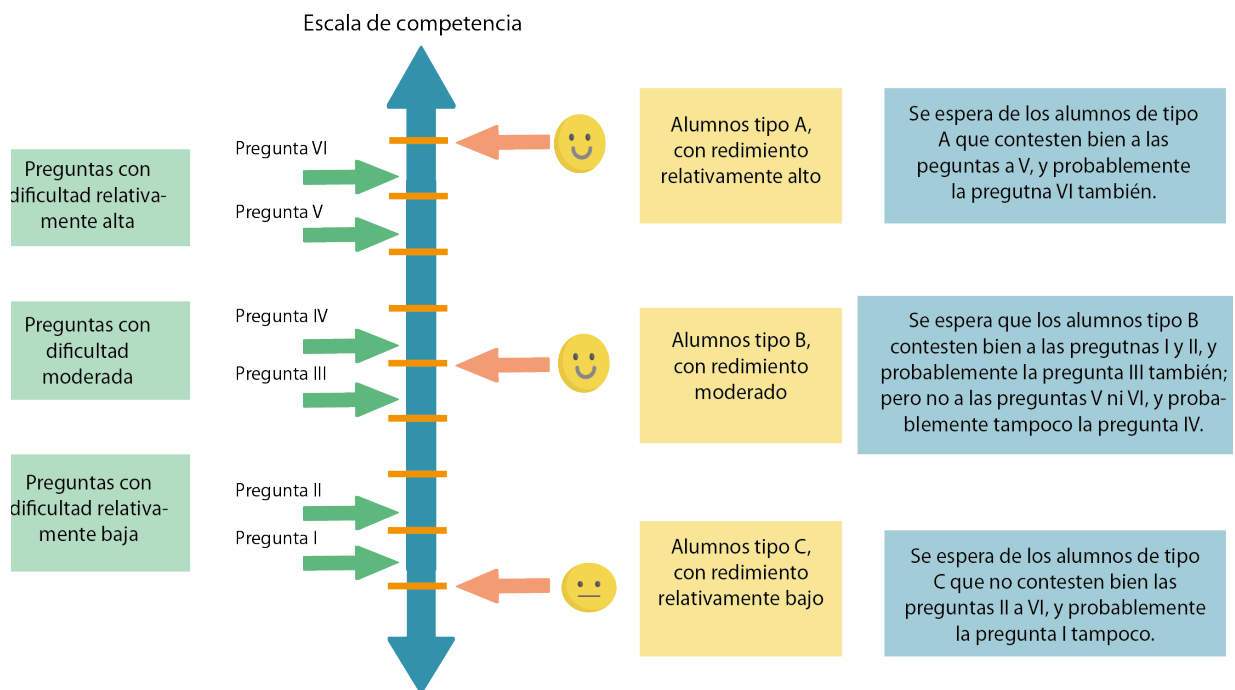 Escala de competencia
Preguntas con
dificultad relativa-
mente alta
Preguntas con
dificultad
moderada
Preguntas con
dificultad relativa-
mente baja
Pregunta VI
Pregunta V
Pregunta IV
Pregunta III
Pregunta II
Pregunta I
Alumnos tipo A,
con redimiento
relativamente alto
Se espera de los alumnos de tipo
A que contesten bien a las
peguntas a V, y probablemente
la pregutna VI también.
Alumnos tipo B,
con redimiento
moderado
Se espera que los alumnos tipo B
contesten bien a las pregutnas I y II, y
probablemente la pregunta III también;
pero no a las preguntas V ni VI, y proba-
blemente tampoco la pregunta IV.
Alumnos tipo C,
con redimiento
relativamente bajo
Se espera de los alumnos de tipo
C que no contesten bien las
preguntas II a VI, y probablemente
la pregunta I tampoco.